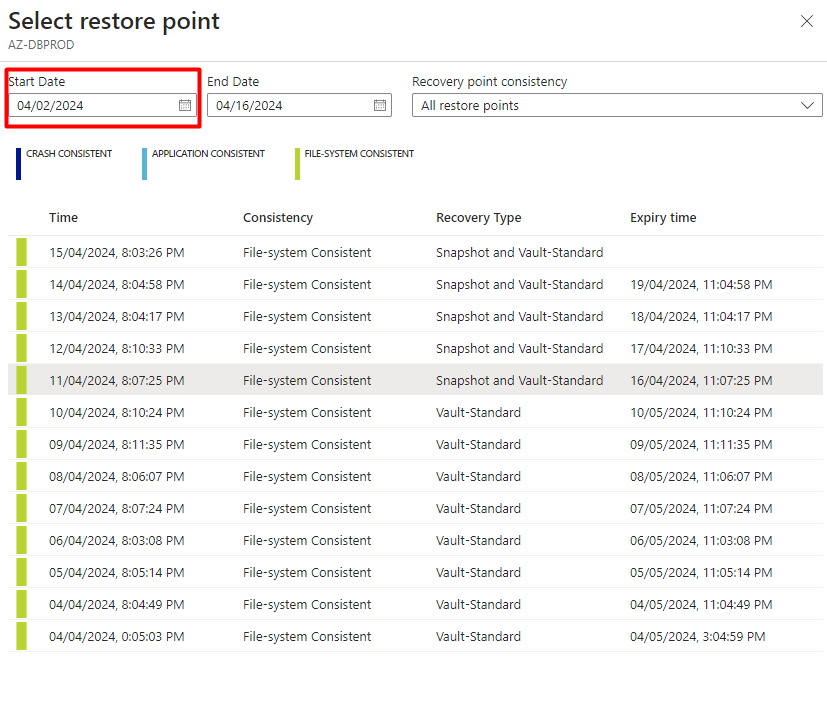 Select restore point
AZ-DBPROD
Start Date End Date Recovery point consistency
04/02/2024 04/16/2024 All restore points
CRASH CONSISTENT APPLICATION CONSISTENT FILE-SYSTEM CONSISTENT
Time Consistency Recovery Type Expiry time
15/04/2024, 8:03:26 PM File-system Consistent Snapshot and Vault-Standard
14/04/2024, 8:04:58 PM File-system Consistent Snapshot and Vault-Standard 19/04/2024, 11:04:58 PM
13/04/2024, 8:04:17 PM File-system Consistent Snapshot and Vault-Standard 18/04/2024, 11:04:17 PM
12/04/2024, 8:10:33 PM File-system Consistent Snapshot and Vault-Standard 17/04/2024, 11:10:33 PM
11/04/2024, 8:07:25 PM File-system Consistent Snapshot and Vault-Standard 16/04/2024, 11:07:25 PM
10/04/2024, 8:10:24 PM File-system Consistent Vault-Standard 10/05/2024, 11:10:24 PM
09/04/2024, 8:11:35 PM File-system Consistent Vault-Standard 09/05/2024, 11:11:35 PM
08/04/2024, 8:06:07 PM File-system Consistent Vault-Standard 08/05/2024, 11:06:07 PM
07/04/2024, 8:07:24 PM File-system Consistent Vault-Standard 07/05/2024, 11:07:24 PM
06/04/2024, 8:03:08 PM File-system Consistent Vault-Standard 06/05/2024, 11:03:08 PM
05/04/2024, 8:05:14 PM File-system Consistent Vault-Standard 05/05/2024, 11:05:14 PM
04/04/2024, 8:04:49 PM File-system Consistent Vault-Standard 04/05/2024, 11:04:49 PM
04/04/2024, 0:05:03 PM File-system Consistent Vault-Standard 04/05/2024, 3:04:59 PM